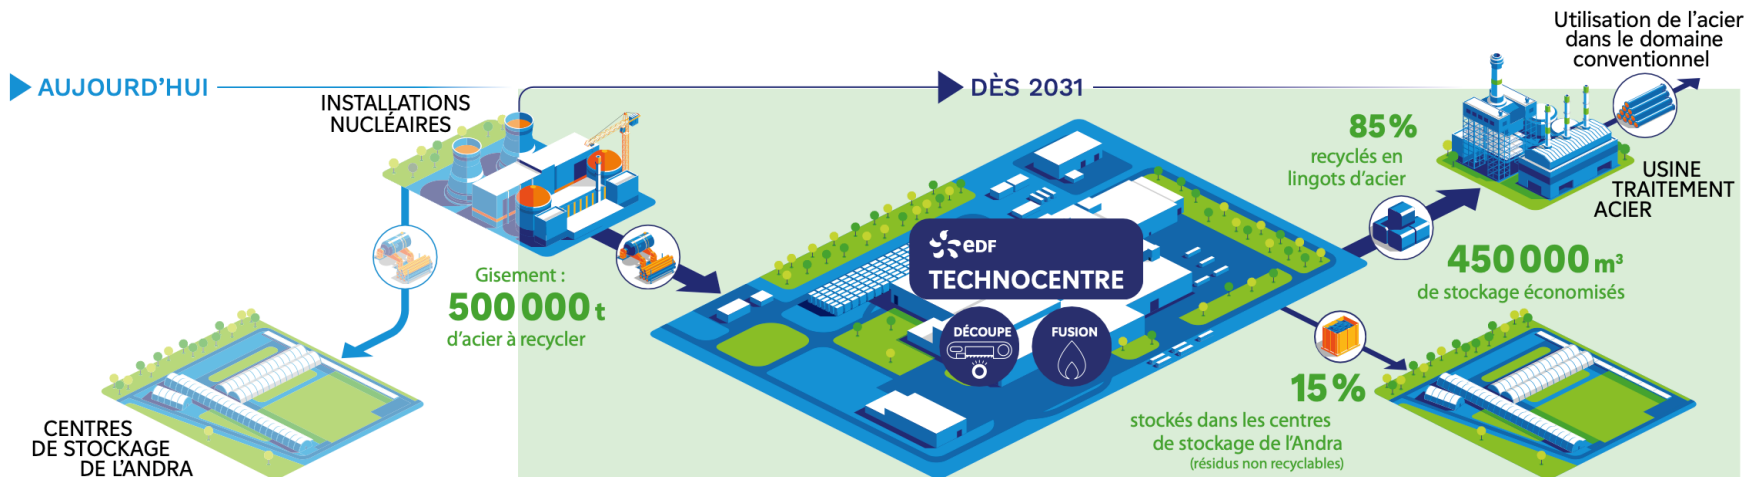 AUJOURD'HUI
INSTALLATIONS
NUCLÉAIRES
CENTRES
DE STOCKAGE
DE L'ANDRA
DÈS 2031
Gisement :
500 000 t
d'acier à recycler
eDF
TECHNOCENTRE
DÉCOUPE
FUSION
85 %
recyclés en
lingots d'acier
Utilisation de l'acier
dans le domaine
conventionnel
USINE
TRAITEMENT
ACIER
450 000 m³
de stockage économisés
15 %
stockés dans les centres
de stockage de l'Andra
(résidus non recyclables)